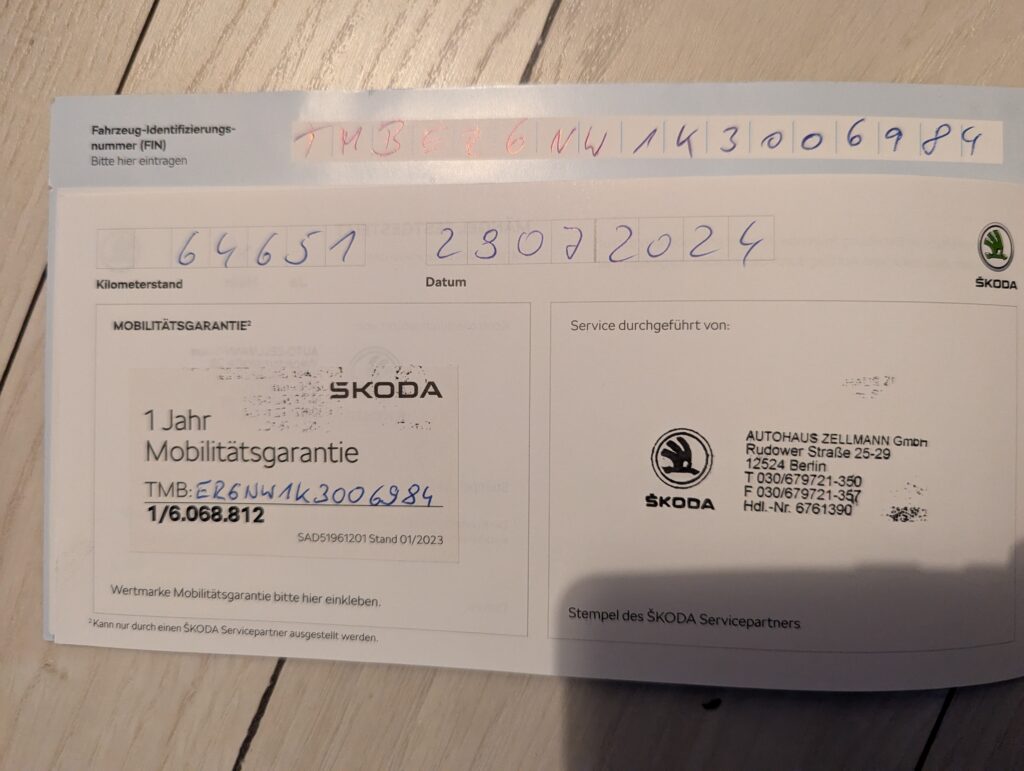 Fahrzeug-Identifizierungs-
nummer (FIN)
Bitte hier eintragen
TMBER6NW1K3006984
64651
29072024
Kilometerstand
Datum
ŠKODA
MOBILITÄTSGARANTIE²
ŠKODA
1 Jahr
Mobilitätsgarantie
TMB: ER6NW1K3006984
1/6.068.812
SAD51961201 Stand 01/2023
Wertmarke Mobilitätsgarantie bitte hier einkleben.
²Kann nur durch einen ŠKODA Servicepartner ausgestellt werden.
Service durchgeführt von:
ŠKODA
AUTOHAUS ZELLMANN GmbH
Rudower Straße 25-29
12524 Berlin
T 030/679721-350
F 030/679721-357
Hdl.-Nr. 6761390
Stempel des ŠKODA Servicepartners